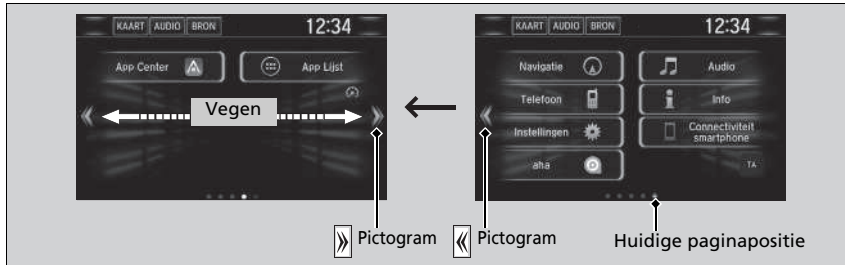 KAART AUDIO BRON 12:34
App Center App Lijst
Vegen
KAART AUDIO BRON 12:34
Navigatie Audio
Telefoon Info
Instellingen Connectiviteit
smartphone
aha TA
Pictogram
Pictogram
Huidige paginapositie